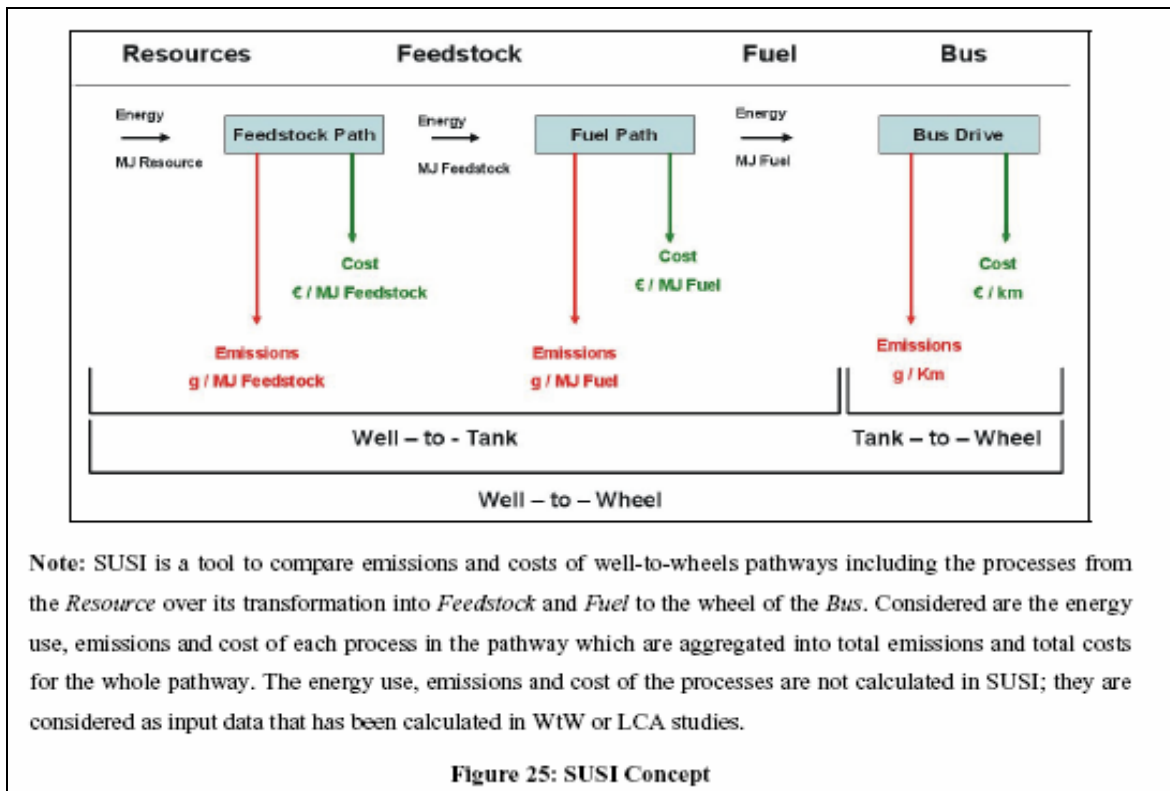 Resources Feedstock Fuel Bus
Energy Energy Energy
Feedstock Path Fuel Path Bus Drive
MJ Resource MJ Feedstock MJ Fuel
Cost Cost Cost
€ / MJ Feedstock € / MJ Fuel € / km
Emissions Emissions Emissions
g / MJ Feedstock g / MJ Fuel g / Km
Well – to - Tank Tank – to – Wheel
Well – to – Wheel
Note: SUSI is a tool to compare emissions and costs of well-to-wheels pathways including the processes from
the Resource over its transformation into Feedstock and Fuel to the wheel of the Bus. Considered are the energy
use, emissions and cost of each process in the pathway which are aggregated into total emissions and total costs
for the whole pathway. The energy use, emissions and cost of the processes are not calculated in SUSI; they are
considered as input data that has been calculated in WtW or LCA studies.
Figure 25: SUSI Concept